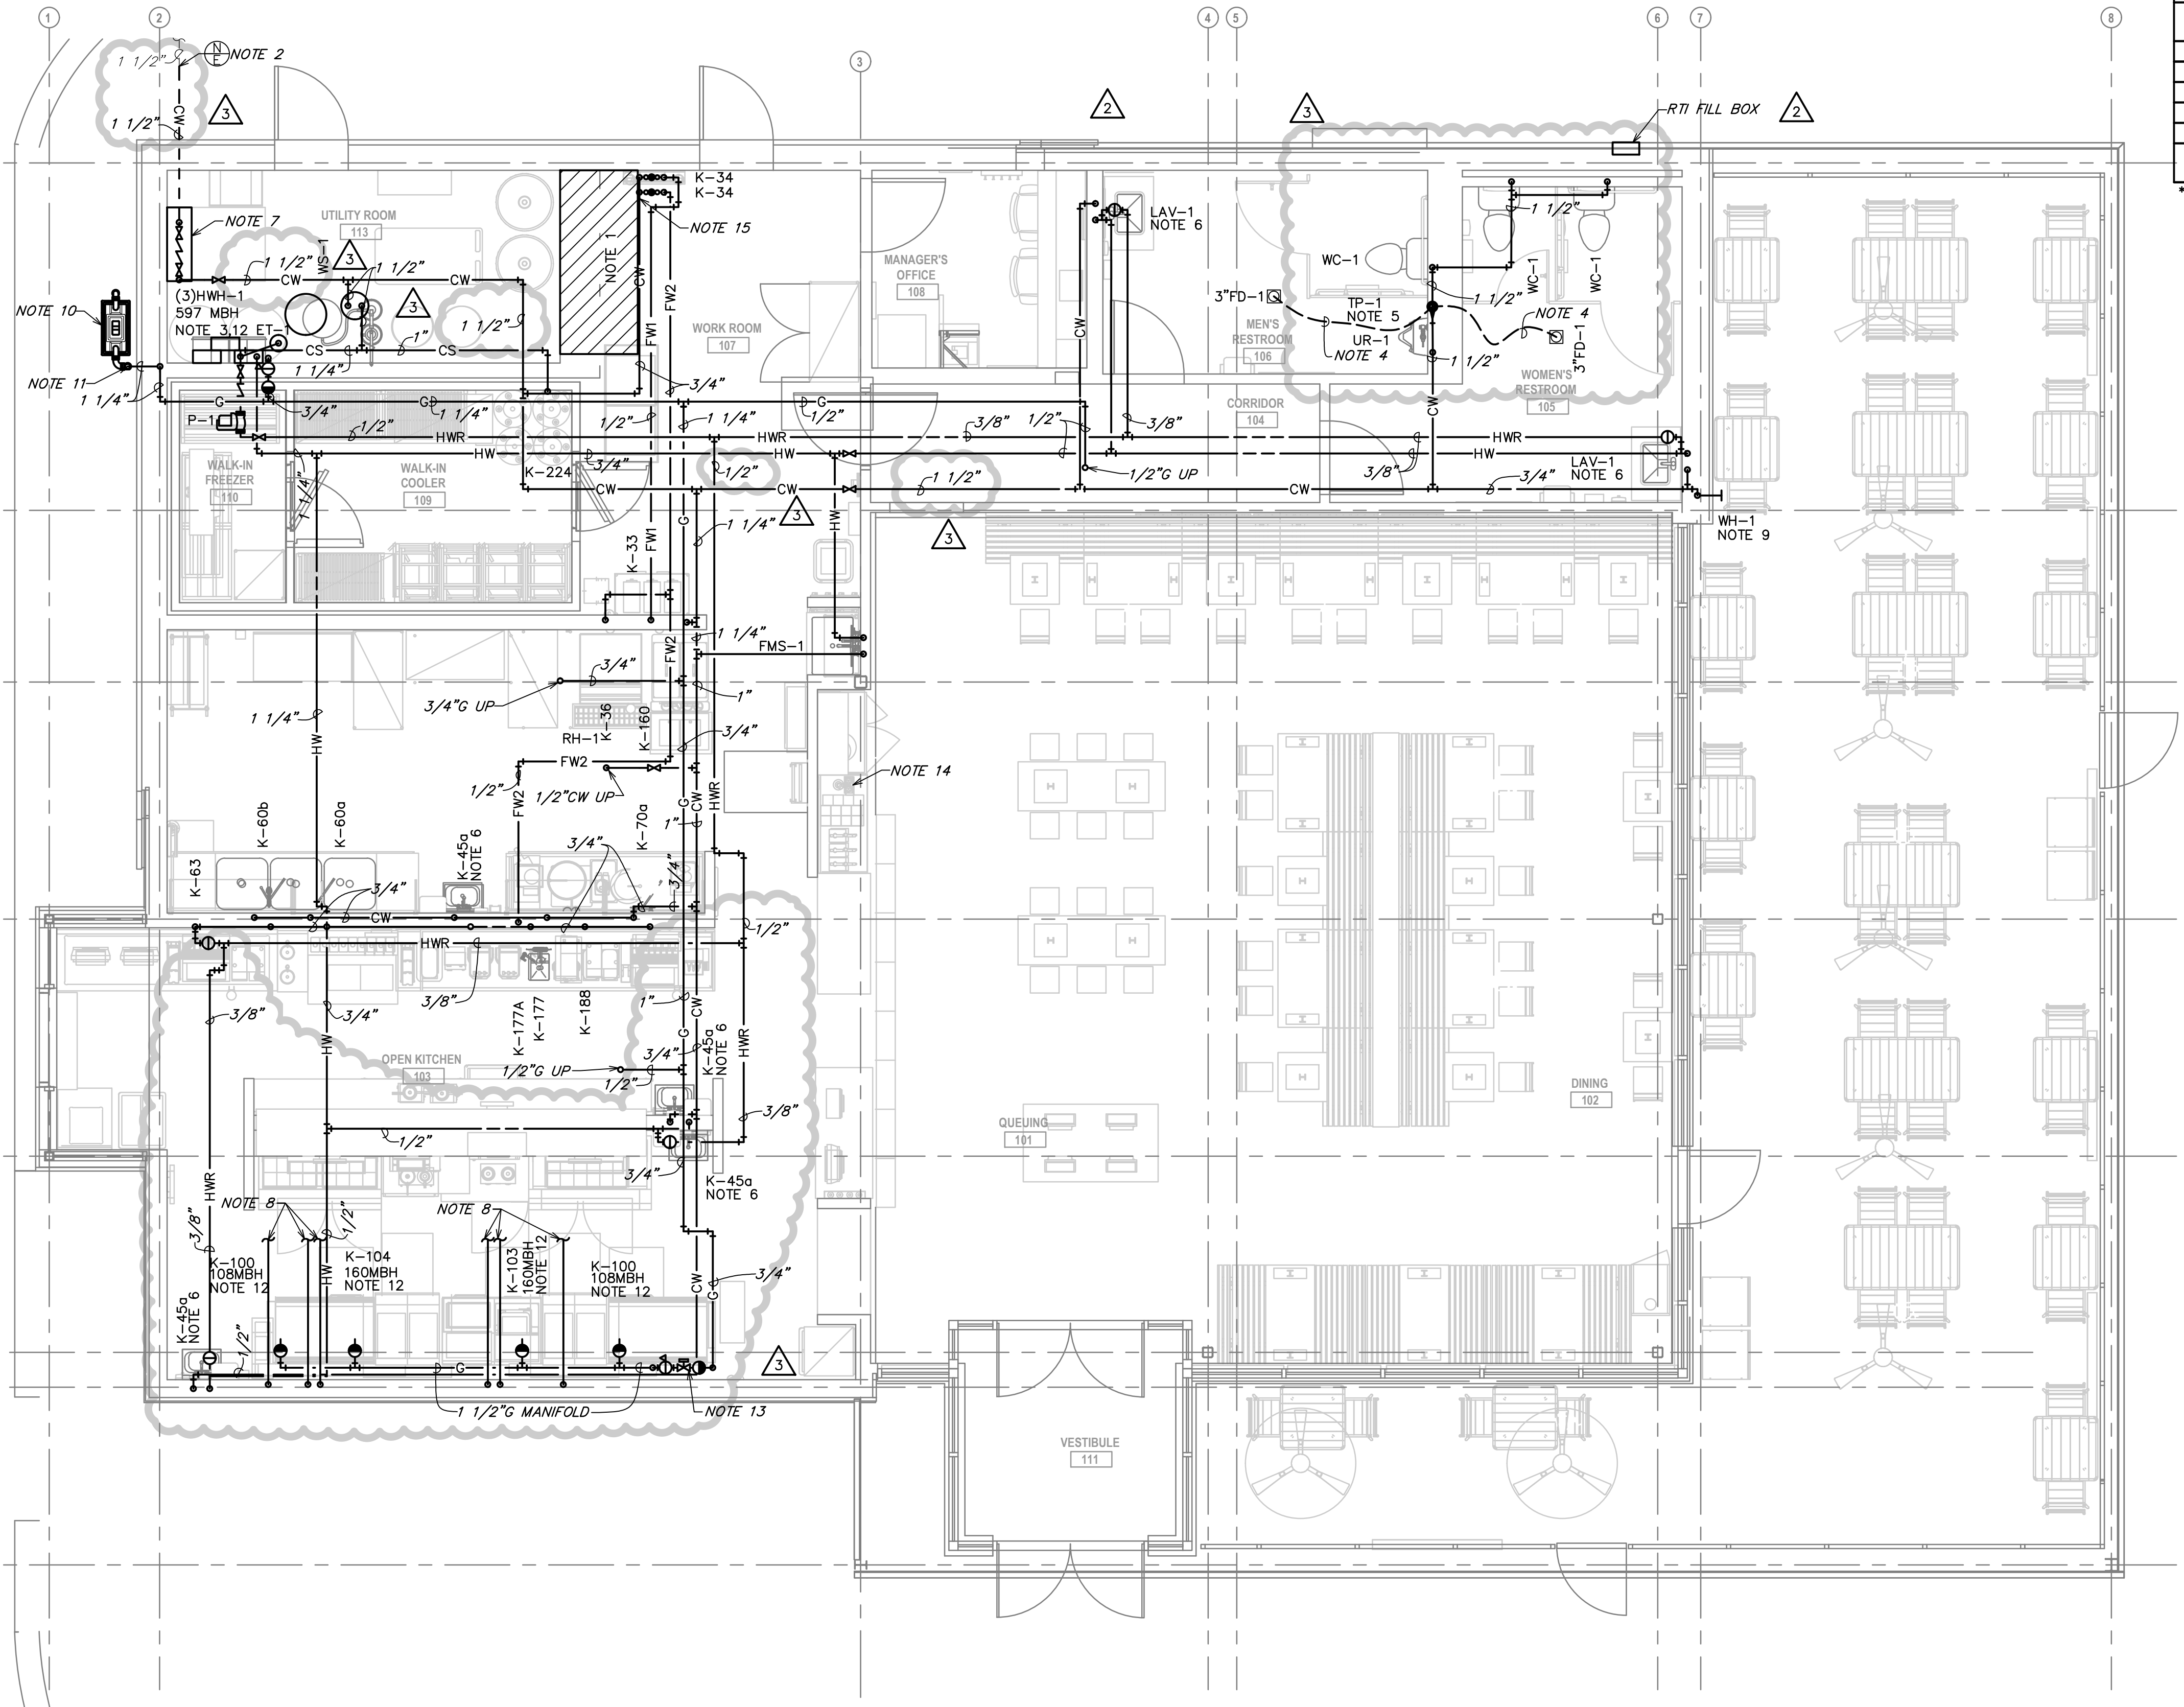 1
2
3
4
5
6
7
8
1 1/2"
N
E
NOTE 2
CW
1 1/2"
3
2
3
RTI FILL BOX
2
*
NOTE 7
UTILITY ROOM
113
WS-1
3
1 1/2"
CW
1 1/2"
CW
(3)HWH-1
597 MBH
NOTE 3,12 ET-1
3
1 1/2"
NOTE 10
NOTE 11
1 1/4"
CS
1 1/4"
1"
CS
NOTE 1
K-34
K-34
NOTE 15
CW
FW2
FW1
WORK ROOM
107
3/4"
MANAGER'S
OFFICE
108
LAV-1
NOTE 6
CW
WC-1
3"FD-1
TP-1
NOTE 5
MEN'S
RESTROOM
106
UR-1
NOTE 4
1 1/2"
1 1/2"
WC-1
WC-1
1 1/2"
NOTE 4
3"FD-1
WOMEN'S
RESTROOM
105
CORRIDOR
104
CW
G
3/4"
G
1 1/4"
1/2"
1 1/4"
G
1/2"
1/2"
3/8"
P-1
1/2"
HWR
HWR
3/8"
3/8"
HWR
HW
3/4"
HW
HW
K-224
1/2"
1/2"G UP
LAV-1
NOTE 6
WALK-IN
FREEZER
110
1 1/4"
WALK-IN
COOLER
109
CW
CW
1 1/2"
CW
3/4"
WH-1
NOTE 9
3
3
G
1 1/4"
HW
K-33
FW1
FW2
1 1/4"
FMS-1
3/4"
3/4"G UP
1"
1 1/4"
HW
RH-1
K-36
K-160
3/4"
FW2
1/2"
FW2
1/2"CW UP
G
CW
HWR
NOTE 14
K-60b
K-60a
K-63
K-45a
NOTE 6
K-70a
1"
3/4"
3/4"
3/4"
CW
1/2"
HWR
3/8"
3/8"
3/4"
HW
K-177A
K-177
K-188
1"
CW
G
HWR
3/4"
K-45a
NOTE 6
OPEN KITCHEN
103
1/2"G UP
1/2"
3/8"
1/2"
3/4"
K-45a
NOTE 6
QUEUING
101
DINING
102
HWR
3/8"
NOTE 8
1/2"
NOTE 8
K-100
108MBH
NOTE 12
K-104
160MBH
NOTE 12
HW
K-103
160MBH
NOTE 12
K-100
108MBH
NOTE 12
CW
G
3/4"
K-45a
NOTE 6
1/2"
G
3
1 1/2"G MANIFOLD
NOTE 13
VESTIBULE
111